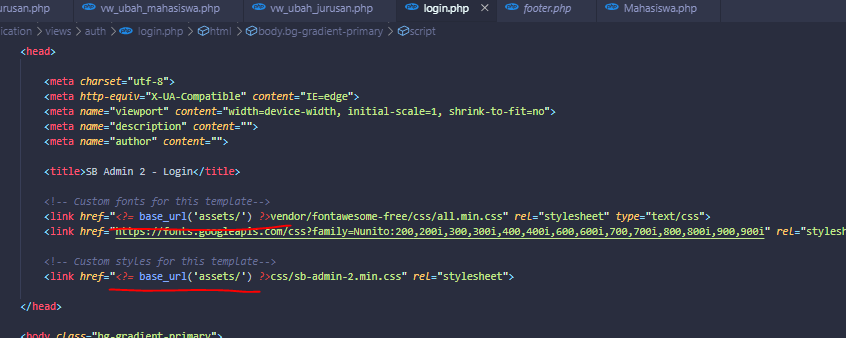 urusan.php vw_ubah_mahasiswa.php vw_ubah_jurusan.php login.php footer.php Mahasiswa.php
ication > views > auth > login.php > html > body.bg-gradient-primary > script
<head>
<meta charset="utf-8">
<meta http-equiv="X-UA-Compatible" content="IE=edge">
<meta name="viewport" content="width=device-width, initial-scale=1, shrink-to-fit=no">
<meta name="description" content="">
<meta name="author" content="">
<title>SB Admin 2 - Login</title>
<!-- Custom fonts for this template-->
<link href="<?= base_url('assets/') ?>vendor/fontawesome-free/css/all.min.css" rel="stylesheet" type="text/css">
<link href="https://fonts.googleapis.com/css?family=Nunito:200,200i,300,300i,400,400i,600,600i,700,700i,800,800i,900,900i" rel="stylesh
<!-- Custom styles for this template-->
<link href="<?= base_url('assets/') ?>css/sb-admin-2.min.css" rel="stylesheet">
</head>
<body class="bg-gradient-primary">